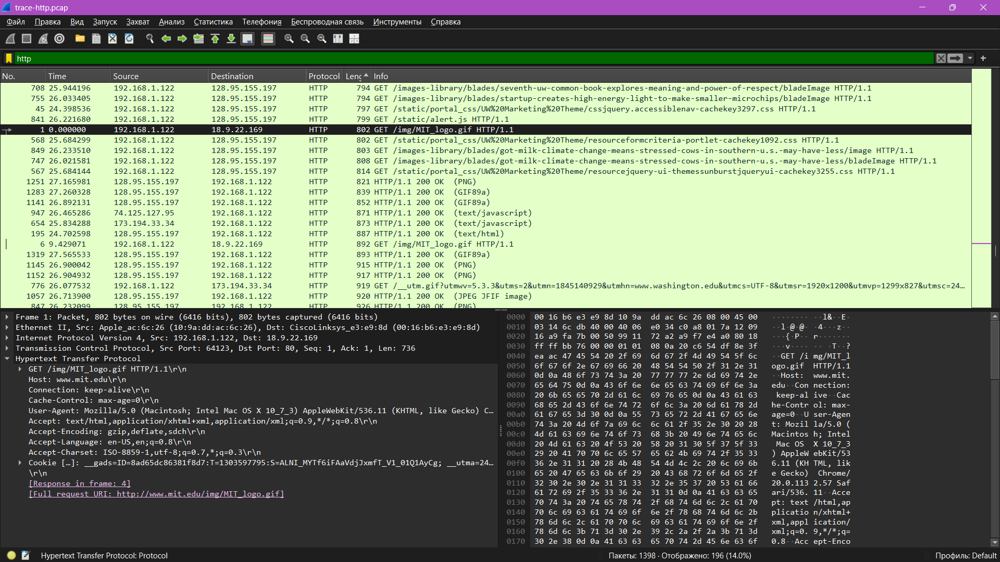 trace-http.pcap
Файл Правка Вид Запуск Захват Анализ Статистика Телефония Беспроводная связь Инструменты Справка
http
No. Time Source Destination Protocol Leng Info
708 25.944196 192.168.1.122 128.95.155.197 HTTP 794 GET /images-library/blades/seventh-uw-common-book-explores-meaning-and-power-of-respect/bladeImage HTTP/1.1
755 26.033405 192.168.1.122 128.95.155.197 HTTP 794 GET /images-library/blades/startup-creates-high-energy-light-to-make-smaller-microchips/bladeImage HTTP/1.1
45 24.398536 192.168.1.122 128.95.155.197 HTTP 797 GET /static/portal_css/UW%20Marketing%20Theme/cssjquery.accessiblenav-cachekey3297.css HTTP/1.1
841 26.221680 192.168.1.122 128.95.155.197 HTTP 799 GET /static/alert.js HTTP/1.1
1 0.000000 192.168.1.122 18.9.22.169 HTTP 802 GET /img/MIT_logo.gif HTTP/1.1
568 25.684299 192.168.1.122 128.95.155.197 HTTP 802 GET /static/portal_css/UW%20Marketing%20Theme/resourceformcriteria-portlet-cachekey1092.css HTTP/1.1
849 26.233510 192.168.1.122 128.95.155.197 HTTP 803 GET /images-library/blades/got-milk-climate-change-means-stressed-cows-in-southern-u.s.-may-have-less/image HTTP/1.1
747 26.021581 192.168.1.122 128.95.155.197 HTTP 808 GET /images-library/blades/got-milk-climate-change-means-stressed-cows-in-southern-u.s.-may-have-less/bladeImage HTTP/1.1
567 25.684144 192.168.1.122 128.95.155.197 HTTP 814 GET /static/portal_css/UW%20Marketing%20Theme/resourcejquery-ui-themessunburstjqueryui-cachekey3255.css HTTP/1.1
1251 27.165981 128.95.155.197 192.168.1.122 HTTP 821 HTTP/1.1 200 OK (PNG)
1283 27.260328 128.95.155.197 192.168.1.122 HTTP 839 HTTP/1.1 200 OK (GIF89a)
1141 26.892131 128.95.155.197 192.168.1.122 HTTP 852 HTTP/1.1 200 OK (GIF89a)
947 26.465286 74.125.127.95 192.168.1.122 HTTP 871 HTTP/1.1 200 OK (text/javascript)
654 25.834288 173.194.33.34 192.168.1.122 HTTP 873 HTTP/1.1 200 OK (text/javascript)
195 24.702598 128.95.155.197 192.168.1.122 HTTP 887 HTTP/1.1 200 OK (text/html)
6 9.429071 192.168.1.122 18.9.22.169 HTTP 892 GET /img/MIT_logo.gif HTTP/1.1
1319 27.565533 128.95.155.197 192.168.1.122 HTTP 893 HTTP/1.1 200 OK (GIF89a)
1145 26.900042 128.95.155.197 192.168.1.122 HTTP 915 HTTP/1.1 200 OK (PNG)
1152 26.904932 128.95.155.197 192.168.1.122 HTTP 917 HTTP/1.1 200 OK (PNG)
776 26.077532 192.168.1.122 173.194.33.34 HTTP 919 GET /__utm.gif?utmwv=5.3.3&utms=2&utmn=1845140929&utmhn=www.washington.edu&utmcs=UTF-8&utmsr=1920x1200&utmvp=1299x827&utmsc=24…
1057 26.713900 128.95.155.197 192.168.1.122 HTTP 920 HTTP/1.1 200 OK (JPEG JFIF image)
847 26.232099 128.95.155.197 192.168.1.122 HTTP 926 HTTP/1.1 200 OK (PNG)
Frame 1: Packet, 802 bytes on wire (6416 bits), 802 bytes captured (6416 bits)
Ethernet II, Src: Apple_ac:6c:26 (10:9a:dd:ac:6c:26), Dst: CiscoLinksys_e3:e9:8d (00:16:b6:e3:e9:8d)
Internet Protocol Version 4, Src: 192.168.1.122, Dst: 18.9.22.169
Transmission Control Protocol, Src Port: 64123, Dst Port: 80, Seq: 1, Ack: 1, Len: 736
Hypertext Transfer Protocol
GET /img/MIT_logo.gif HTTP/1.1\r\n
Host: www.mit.edu\r\n
Connection: keep-alive\r\n
Cache-Control: max-age=0\r\n
User-Agent: Mozilla/5.0 (Macintosh; Intel Mac OS X 10_7_3) AppleWebKit/536.11 (KHTML, like Gecko) C…
Accept: text/html,application/xhtml+xml,application/xml;q=0.9,*/*;q=0.8\r\n
Accept-Encoding: gzip,deflate,sdch\r\n
Accept-Language: en-US,en;q=0.8\r\n
Accept-Charset: ISO-8859-1,utf-8;q=0.7,*;q=0.3\r\n
Cookie […]: __gads=ID=8ad65dc86381f8d7:T=1303597795:S=ALNI_MYTf6iFAaVdjJxmfT_V1_01Q1AyCg; __utma=24…
\r\n
[Response in frame: 4]
[Full request URI: http://www.mit.edu/img/MIT_logo.gif]
0000 00 16 b6 e3 e9 8d 10 9a dd ac 6c 26 08 00 45 00 ········ ··l&··E·
0010 03 14 6c db 40 00 40 06 e0 34 c0 a8 01 7a 12 09 ··l·@·@· ·4···z··
0020 16 a9 fa 7b 00 50 99 11 72 a2 a9 f7 e4 a0 80 18 ···{·P·· r·······
0030 ff ff bb 76 00 00 01 01 08 0a 20 c6 54 df 8e 3f ···v···· ·· ·T··?
0040 ea ac 47 45 54 20 2f 69 6d 67 2f 4d 49 54 5f 6c ··GET /i mg/MIT_l
0050 6f 67 6f 2e 67 69 66 20 48 54 54 50 2f 31 2e 31 ogo.gif HTTP/1.1
0060 0d 0a 48 6f 73 74 3a 20 77 77 77 2e 6d 69 74 2e ··Host: www.mit.
0070 65 64 75 0d 0a 43 6f 6e 6e 65 63 74 69 6f 6e 3a edu··Con nection:
0080 20 6b 65 65 70 2d 61 6c 69 76 65 0d 0a 43 61 63 keep-al ive··Cac
0090 68 65 2d 43 6f 6e 74 72 6f 6c 3a 20 6d 61 78 2d he-Contr ol: max-
00a0 61 67 65 3d 30 0d 0a 55 73 65 72 2d 41 67 65 6e age=0··U ser-Agen
00b0 74 3a 20 4d 6f 7a 69 6c 6c 61 2f 35 2e 30 20 28 t: Mozil la/5.0 (
00c0 4d 61 63 69 6e 74 6f 73 68 3b 20 49 6e 74 65 6c Macintos h; Intel
00d0 20 4d 61 63 20 4f 53 20 58 20 31 30 5f 37 5f 33 Mac OS X 10_7_3
00e0 29 20 41 70 70 6c 65 57 65 62 4b 69 74 2f 35 33 ) AppleW ebKit/53
00f0 36 2e 31 31 20 28 4b 48 54 4d 4c 2c 20 6c 69 6b 6.11 (KH TML, lik
0100 65 20 47 65 63 6b 6f 29 20 43 68 72 6f 6d 65 2f e Gecko) Chrome/
0110 32 30 2e 30 2e 31 31 33 32 2e 35 37 20 53 61 66 20.0.113 2.57 Saf
0120 61 72 69 2f 35 33 36 2e 31 31 0d 0a 41 63 63 65 ari/536. 11··Acce
0130 70 74 3a 20 74 65 78 74 2f 68 74 6d 6c 2c 61 70 pt: text /html,ap
0140 70 6c 69 63 61 74 69 6f 6e 2f 78 68 74 6d 6c 2b plicatio n/xhtml+
0150 78 6d 6c 2c 61 70 70 6c 69 63 61 74 69 6f 6e 2f xml,appl ication/
0160 78 6d 6c 3b 71 3d 30 2e 39 2c 2a 2f 2a 3b 71 3d xml;q=0. 9,*/*;q=
0170 30 2e 38 0d 0a 41 63 63 65 70 74 2d 45 6e 63 6f 0.8··Acc ept-Enco
Hypertext Transfer Protocol: Protocol
Пакеты: 1398 · Отображено: 196 (14.0%)
Профиль: Default